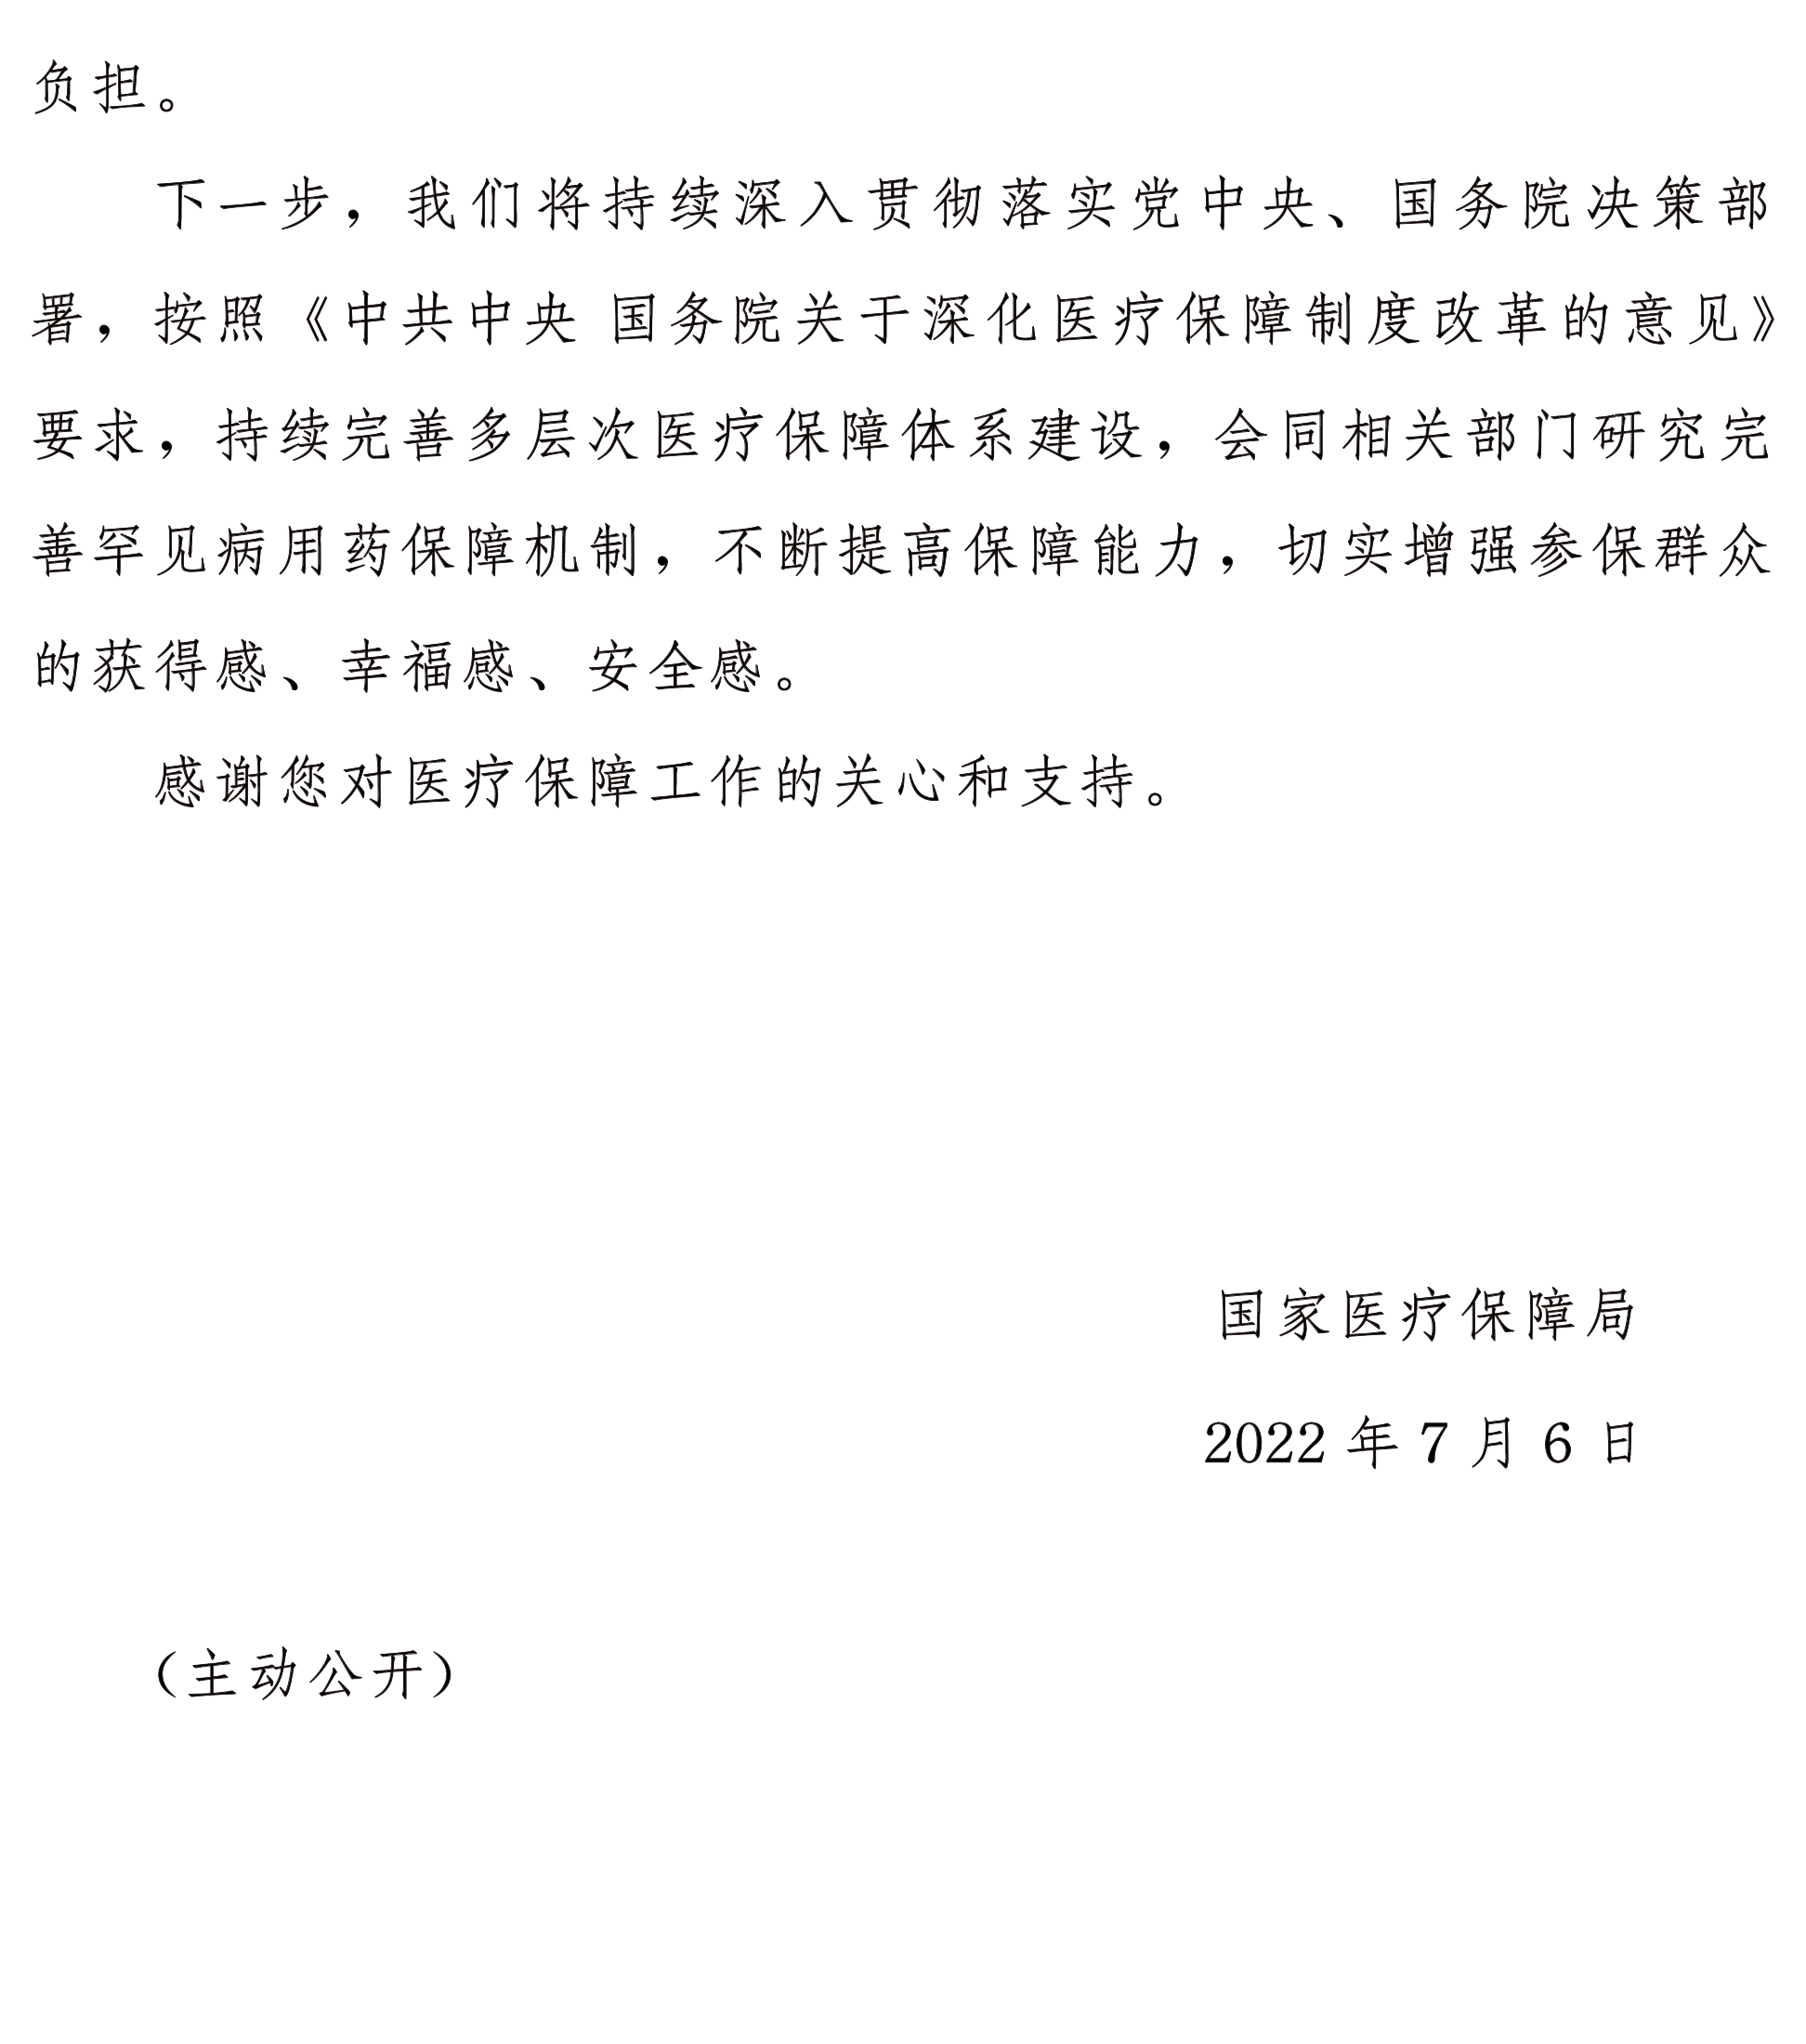 负担。
下一步，我们将持续深入贯彻落实党中央、国务院决策部
署，按照《中共中央 国务院关于深化医疗保障制度改革的意见》
要求，持续完善多层次医疗保障体系建设，会同相关部门研究完
善罕见病用药保障机制，不断提高保障能力，切实增强参保群众
的获得感、幸福感、安全感。
感谢您对医疗保障工作的关心和支持。
国家医疗保障局
2022 年 7 月 6 日
（主动公开）